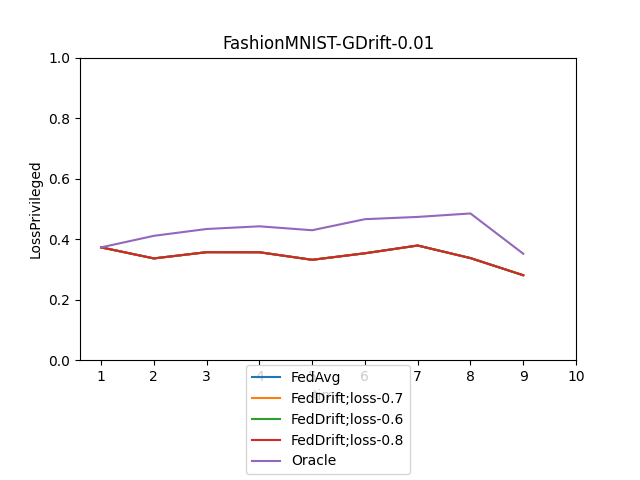 FashionMNIST-GDrift-0.01
LossPrivileged
1.0
0.8
0.6
0.4
0.2
0.0
1 2 3 4 5 6 7 8 9 10
FedAvg
FedDrift;loss-0.7
FedDrift;loss-0.6
FedDrift;loss-0.8
Oracle